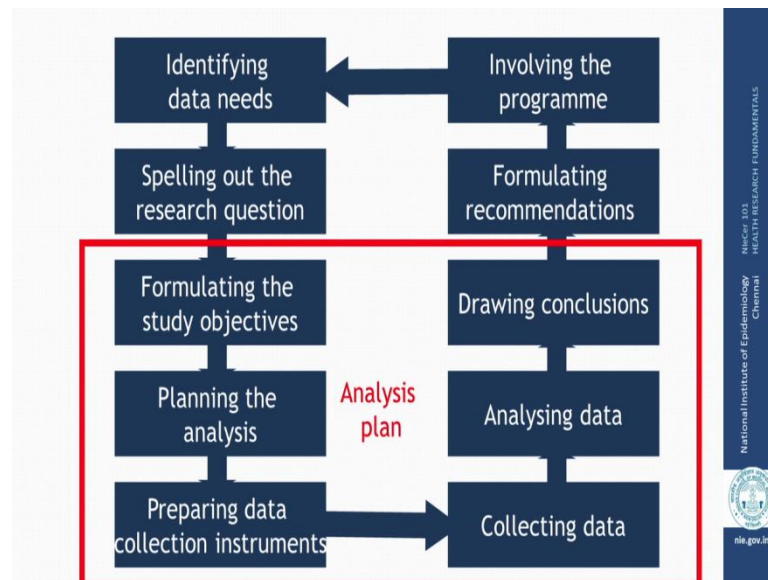 Identifying
data needs
Spelling out the
research question
Formulating the
study objectives
Planning the
analysis
Preparing data
collection instruments
Analysis
plan
Involving the
programme
Formulating
recommendations
Drawing conclusions
Analysing data
Collecting data
NIeCer 101
HEALTH RESEARCH FUNDAMENTALS
National Institute of Epidemiology
Chennai
nie.gov.in